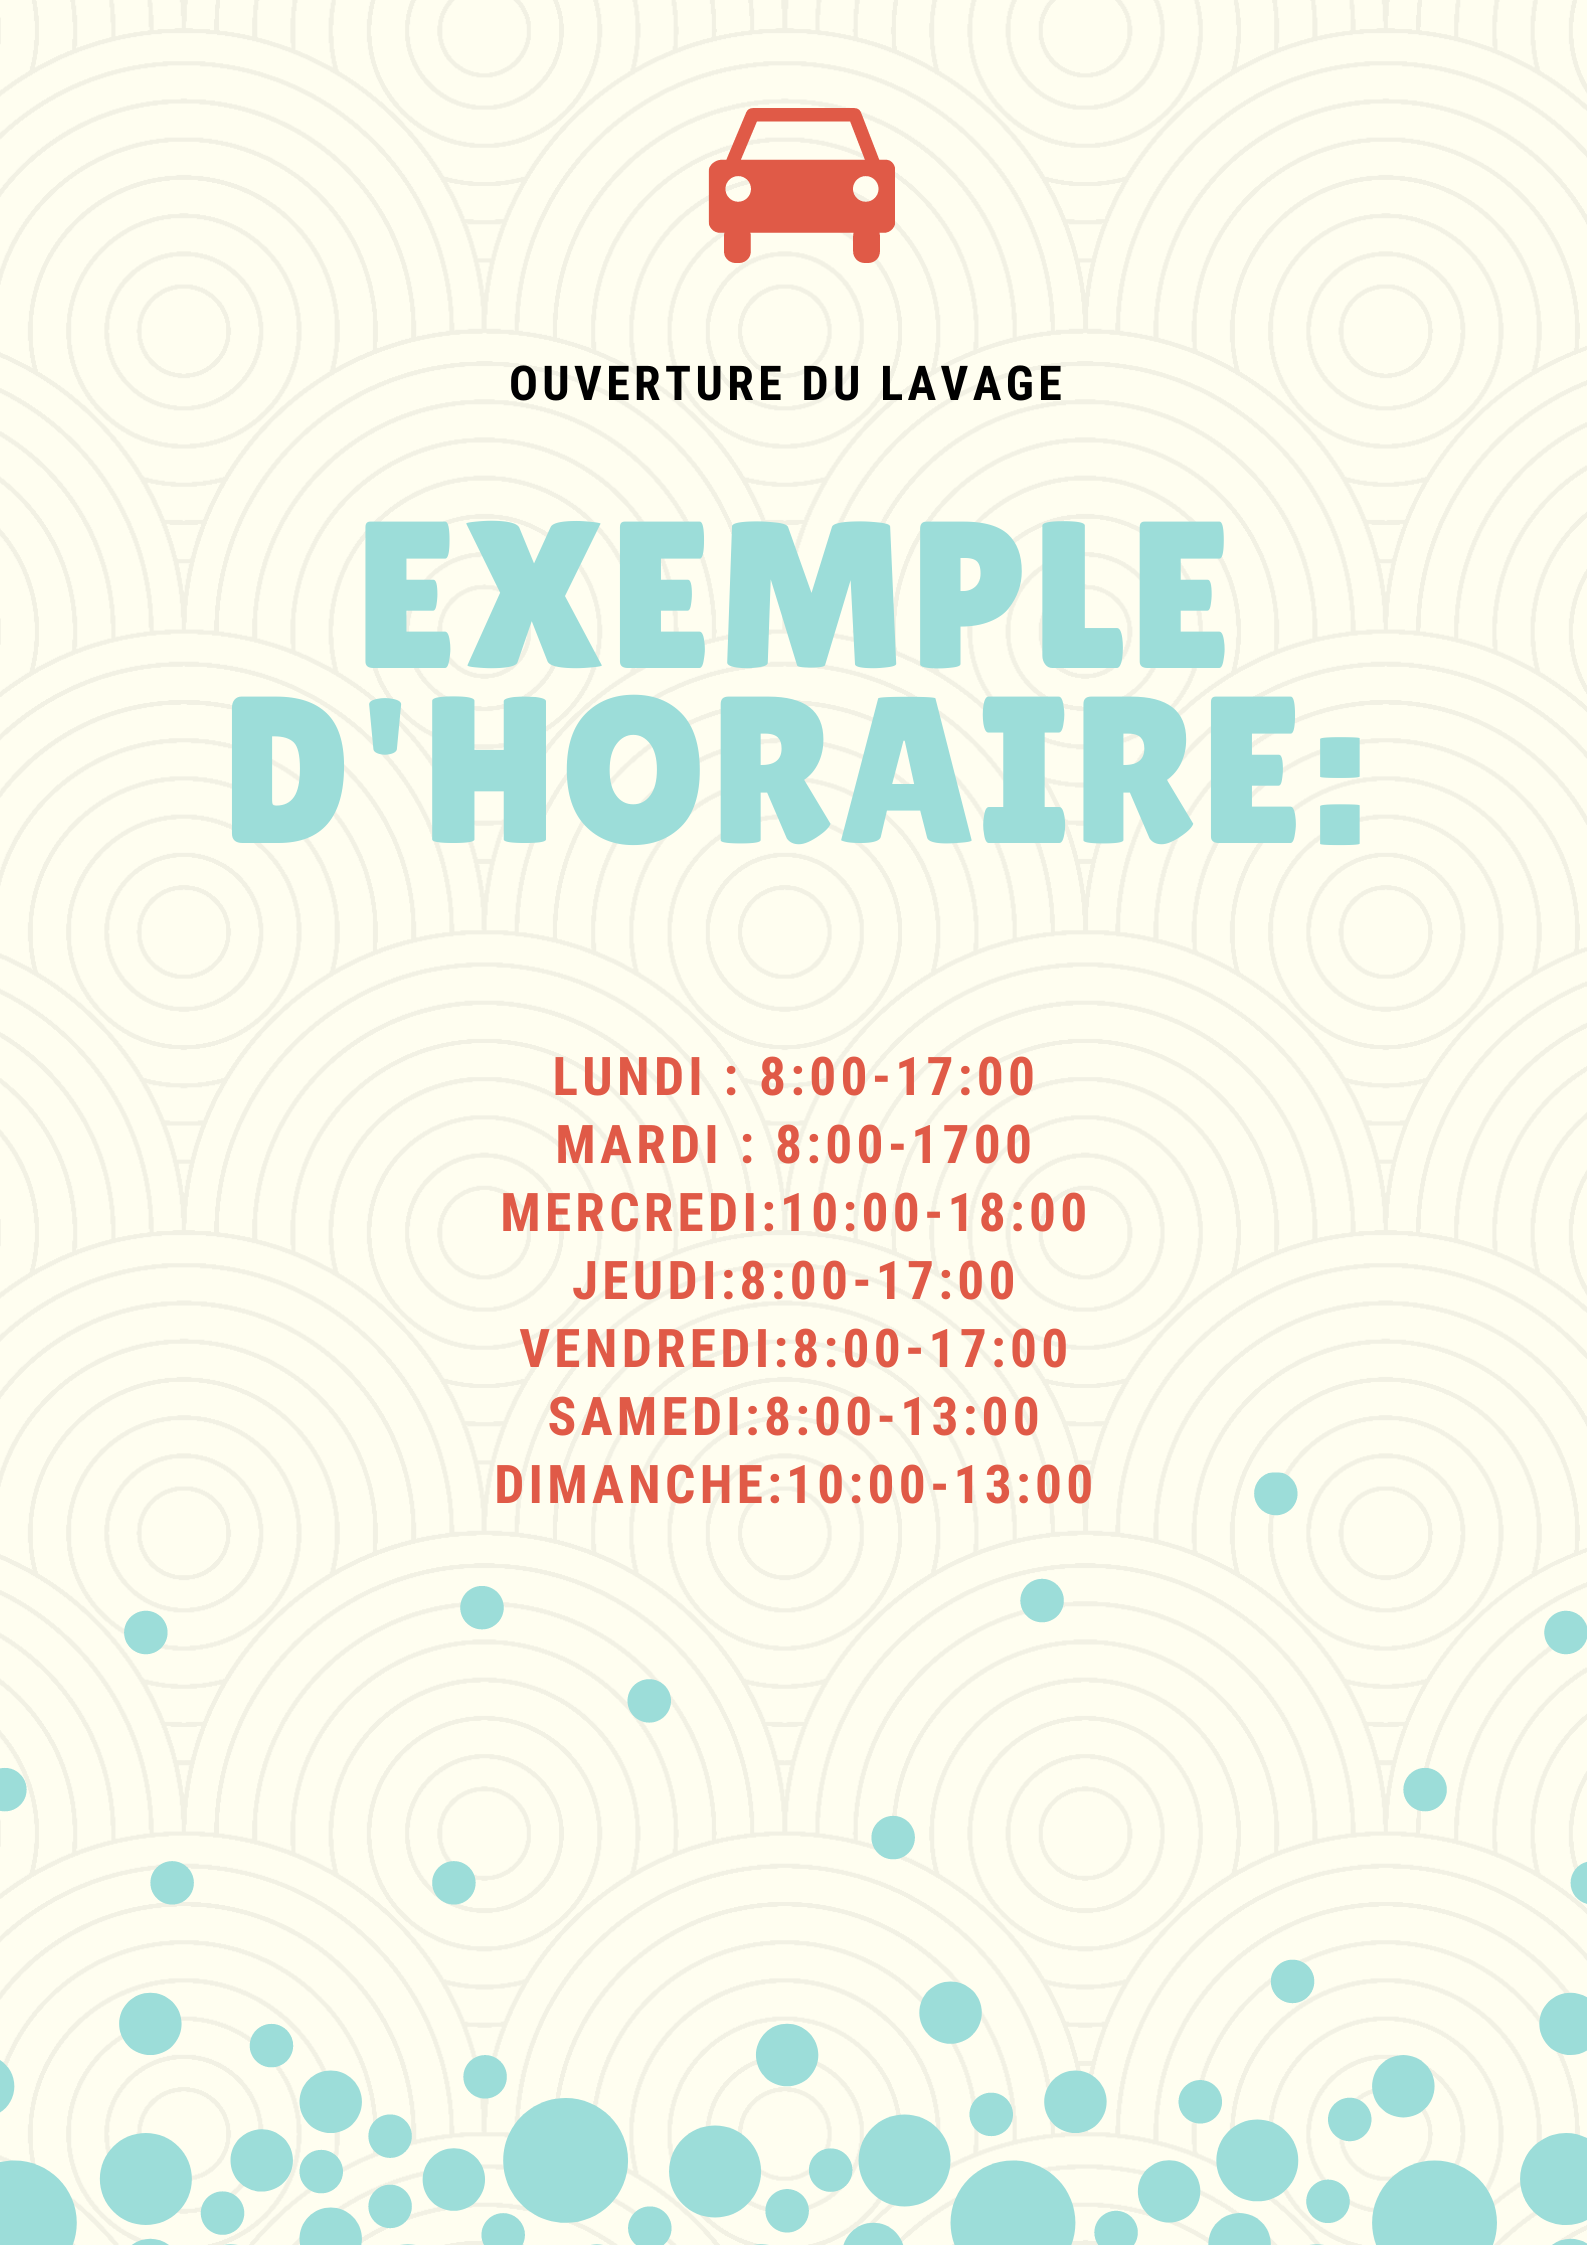 OUVERTURE DU LAVAGE
EXEMPLE
D'HORAIRE:
LUNDI : 8:00-17:00
MARDI : 8:00-1700
MERCREDI:10:00-18:00
JEUDI:8:00-17:00
VENDREDI:8:00-17:00
SAMEDI:8:00-13:00
DIMANCHE:10:00-13:00